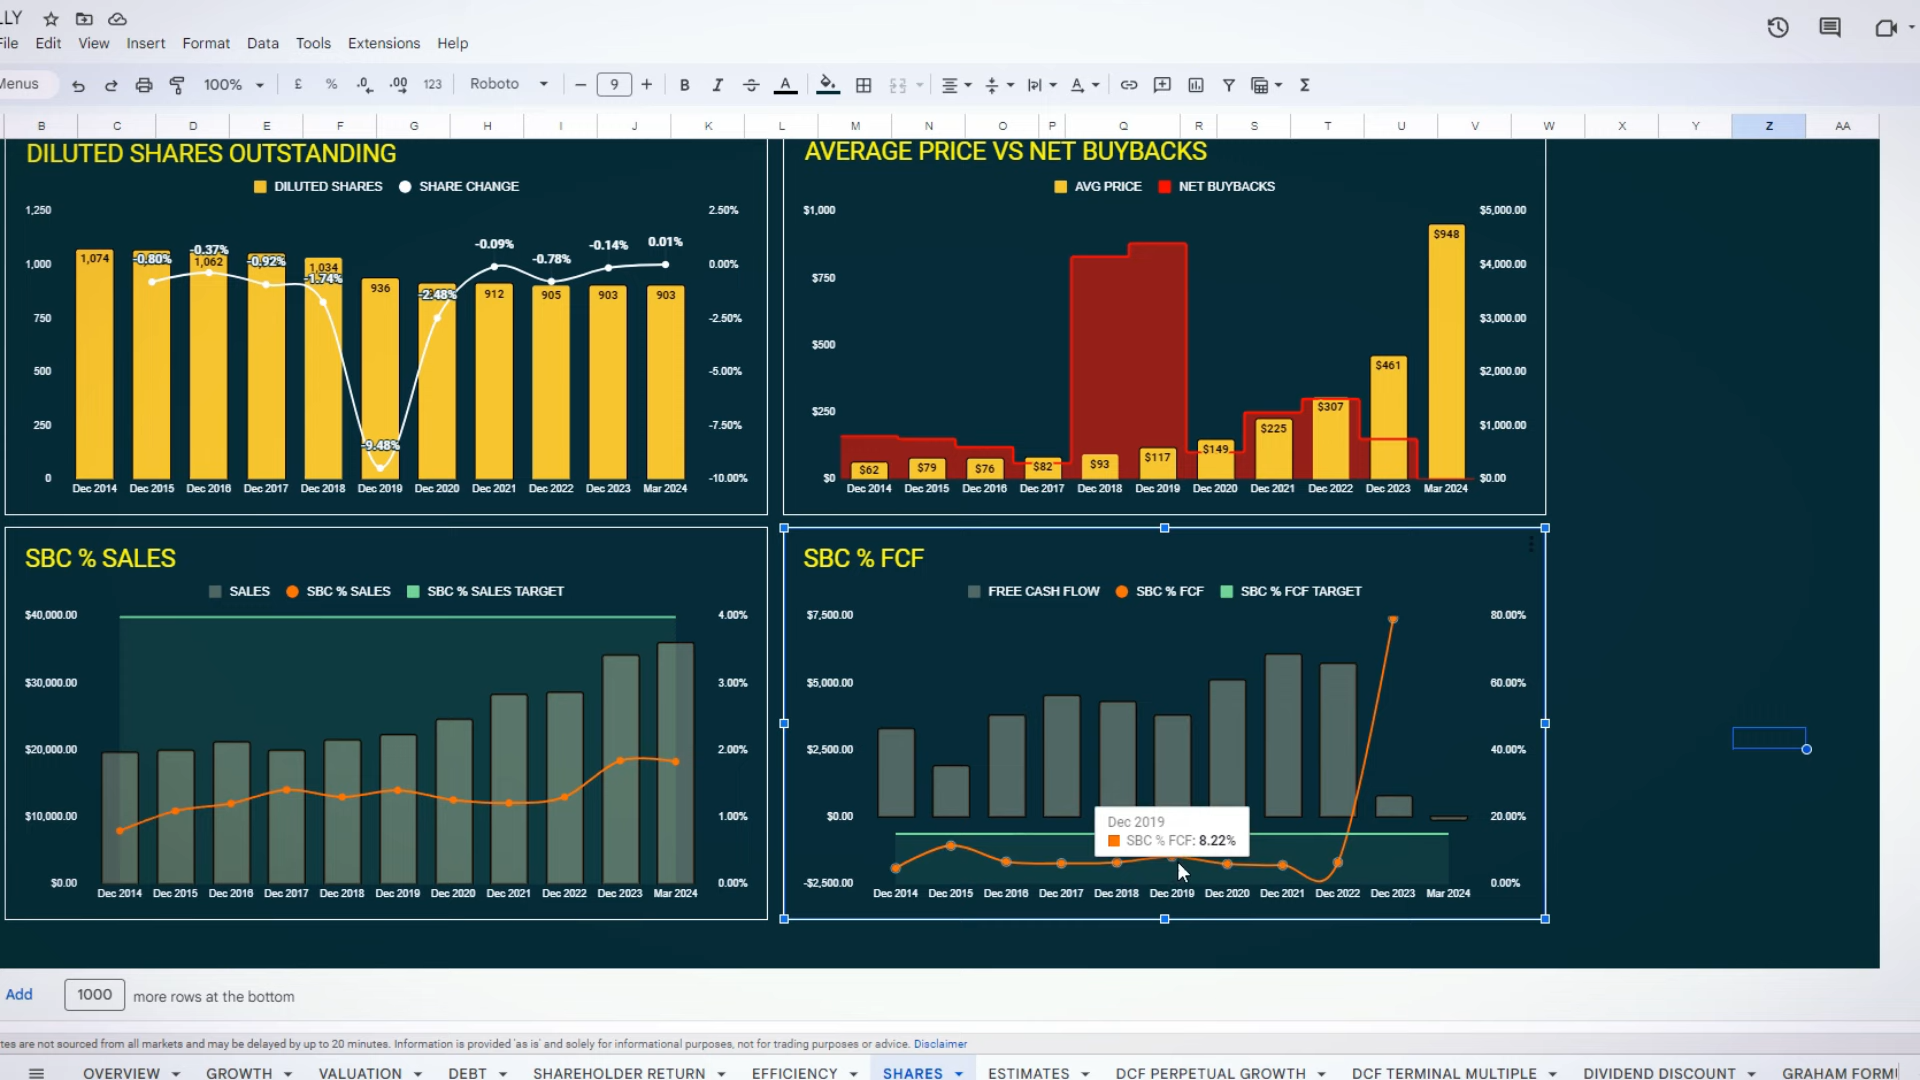 LLY
File Edit View Insert Format Data Tools Extensions Help
Menus 100% £ % .0 .00 123 Roboto 9 B I A A Σ
B C D E F G H I J K L M N O P Q R S T U V W X Y Z AA
DILUTED SHARES OUTSTANDING
DILUTED SHARES SHARE CHANGE
1,250 2.50%
1,000 0.00%
750 -2.50%
500 -5.00%
250 -7.50%
0 -10.00%
1,074 1,062 1,034 936 912 905 903 903
-0.80% -0.37% -0.92% -1.74% -9.48% -2.48% -0.09% -0.78% -0.14% 0.01%
Dec 2014 Dec 2015 Dec 2016 Dec 2017 Dec 2018 Dec 2019 Dec 2020 Dec 2021 Dec 2022 Dec 2023 Mar 2024
AVERAGE PRICE VS NET BUYBACKS
AVG PRICE NET BUYBACKS
$1,000 $5,000.00
$4,000.00
$750
$3,000.00
$500
$2,000.00
$250
$1,000.00
$0 $0.00
$62 $79 $76 $82 $93 $117 $149 $225 $307 $461 $948
Dec 2014 Dec 2015 Dec 2016 Dec 2017 Dec 2018 Dec 2019 Dec 2020 Dec 2021 Dec 2022 Dec 2023 Mar 2024
SBC % SALES
SALES SBC % SALES SBC % SALES TARGET
$40,000.00 4.00%
$30,000.00 3.00%
$20,000.00 2.00%
$10,000.00 1.00%
$0.00 0.00%
Dec 2014 Dec 2015 Dec 2016 Dec 2017 Dec 2018 Dec 2019 Dec 2020 Dec 2021 Dec 2022 Dec 2023 Mar 2024
SBC % FCF
FREE CASH FLOW SBC % FCF SBC % FCF TARGET
$7,500.00 80.00%
$5,000.00 60.00%
$2,500.00 40.00%
$0.00 20.00%
-$2,500.00 0.00%
Dec 2019
SBC % FCF: 8.22%
Dec 2014 Dec 2015 Dec 2016 Dec 2017 Dec 2018 Dec 2019 Dec 2020 Dec 2021 Dec 2022 Dec 2023 Mar 2024
Add 1000 more rows at the bottom
tes are not sourced from all markets and may be delayed by up to 20 minutes. Information is provided 'as is' and solely for informational purposes, not for trading purposes or advice. Disclaimer
OVERVIEW GROWTH VALUATION DEBT SHAREHOLDER RETURN EFFICIENCY SHARES ESTIMATES DCF PERPETUAL GROWTH DCF TERMINAL MULTIPLE DIVIDEND DISCOUNT GRAHAM FORMU